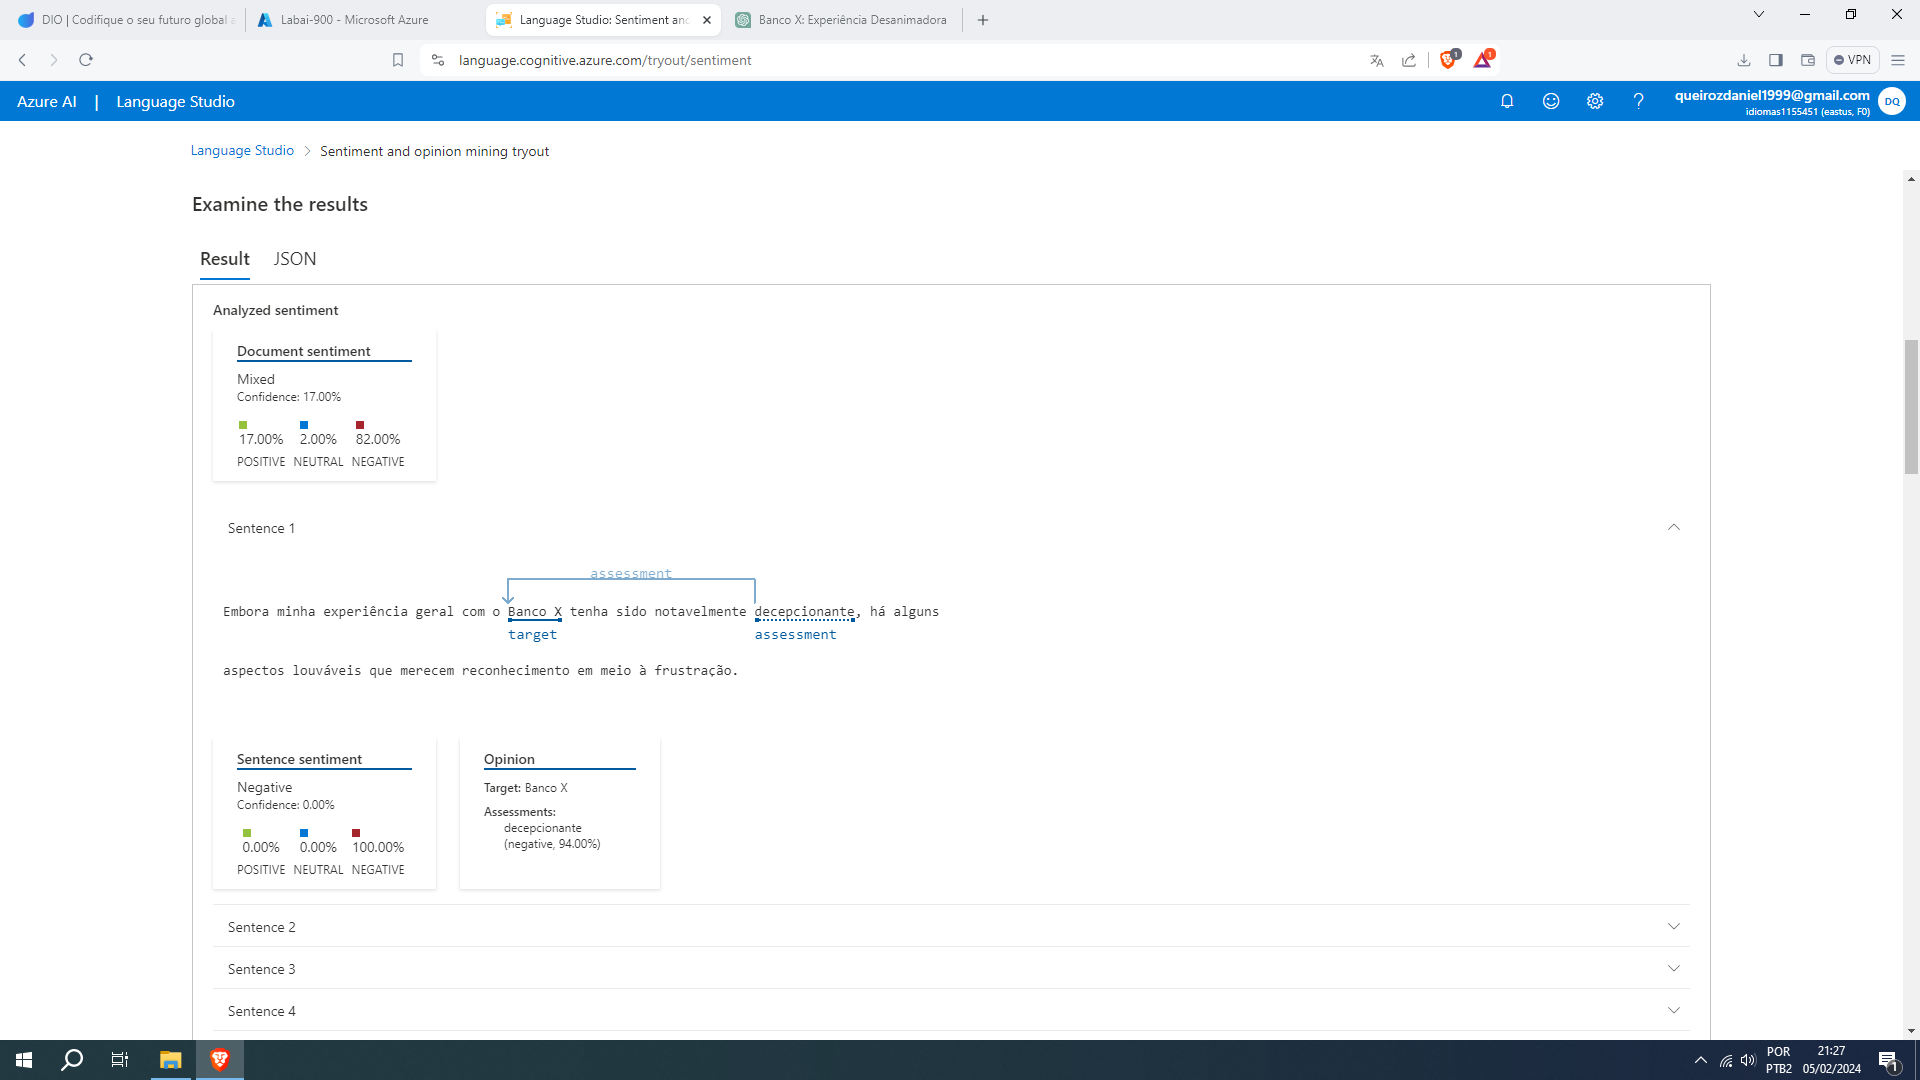 DIO | Codifique o seu futuro global a
Labai-900 - Microsoft Azure
Language Studio: Sentiment and
Banco X: Experiência Desanimadora
language.cognitive.azure.com/tryout/sentiment
1
1
VPN
Azure AI | Language Studio
queirozdaniel1999@gmail.com
idiomas1155451 (eastus, F0)
DQ
Language Studio > Sentiment and opinion mining tryout
Examine the results
Result JSON
Analyzed sentiment
Document sentiment
Mixed
Confidence: 17.00%
17.00% 2.00% 82.00%
POSITIVE NEUTRAL NEGATIVE
Sentence 1
assessment
Embora minha experiência geral com o Banco X tenha sido notavelmente decepcionante, há alguns
target assessment
aspectos louváveis que merecem reconhecimento em meio à frustração.
Sentence sentiment
Negative
Confidence: 0.00%
0.00% 0.00% 100.00%
POSITIVE NEUTRAL NEGATIVE
Opinion
Target: Banco X
Assessments:
decepcionante
(negative, 94.00%)
Sentence 2
Sentence 3
Sentence 4
POR
PTB2
21:27
05/02/2024
1